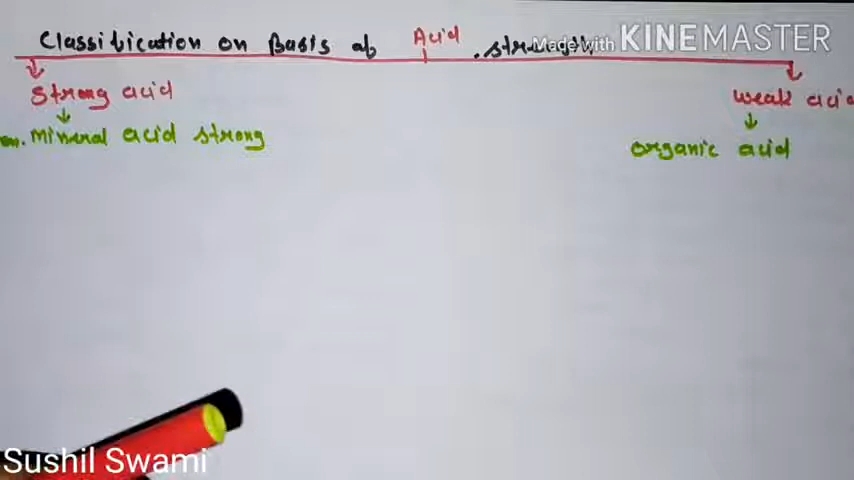 Classification on Basis of Acid .strength
Made with KINEMASTER
Strong acid
weak acid
Mineral acid strong
organic acid
Sushil Swami